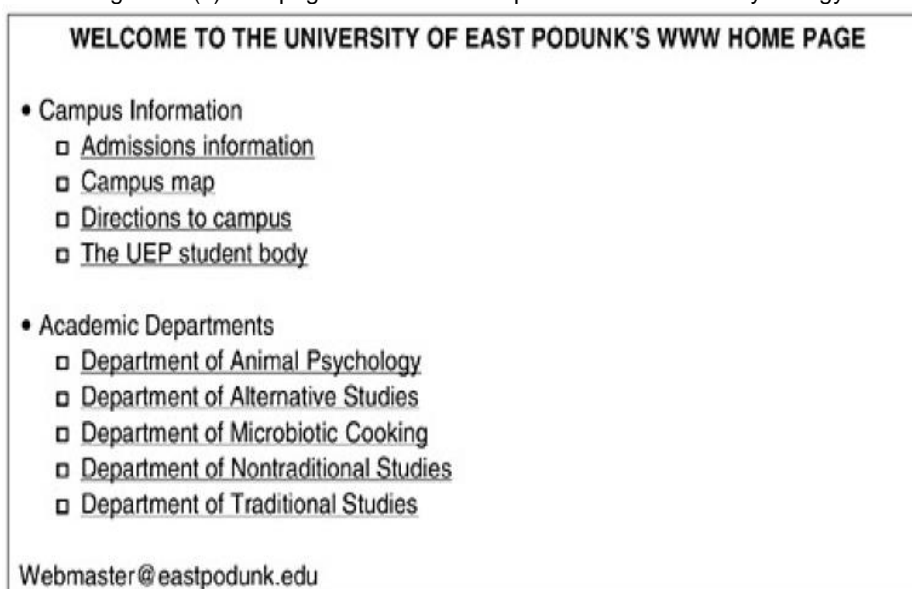 WELCOME TO THE UNIVERSITY OF EAST PODUNK'S WWW HOME PAGE
• Campus Information
Admissions information
Campus map
Directions to campus
The UEP student body
• Academic Departments
Department of Animal Psychology
Department of Alternative Studies
Department of Microbiotic Cooking
Department of Nontraditional Studies
Department of Traditional Studies
Webmaster@eastpodunk.edu